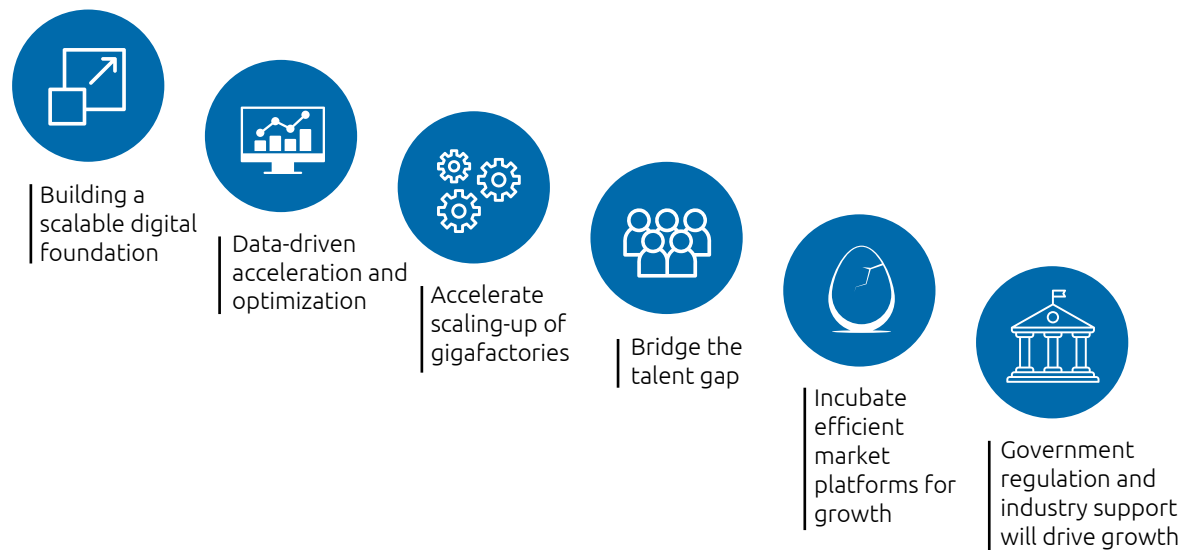 Building a
scalable digital
foundation
Data-driven
acceleration and
optimization
Accelerate
scaling-up of
gigafactories
Bridge the
talent gap
Incubate
efficient
market
platforms for
growth
Government
regulation and
industry support
will drive growth